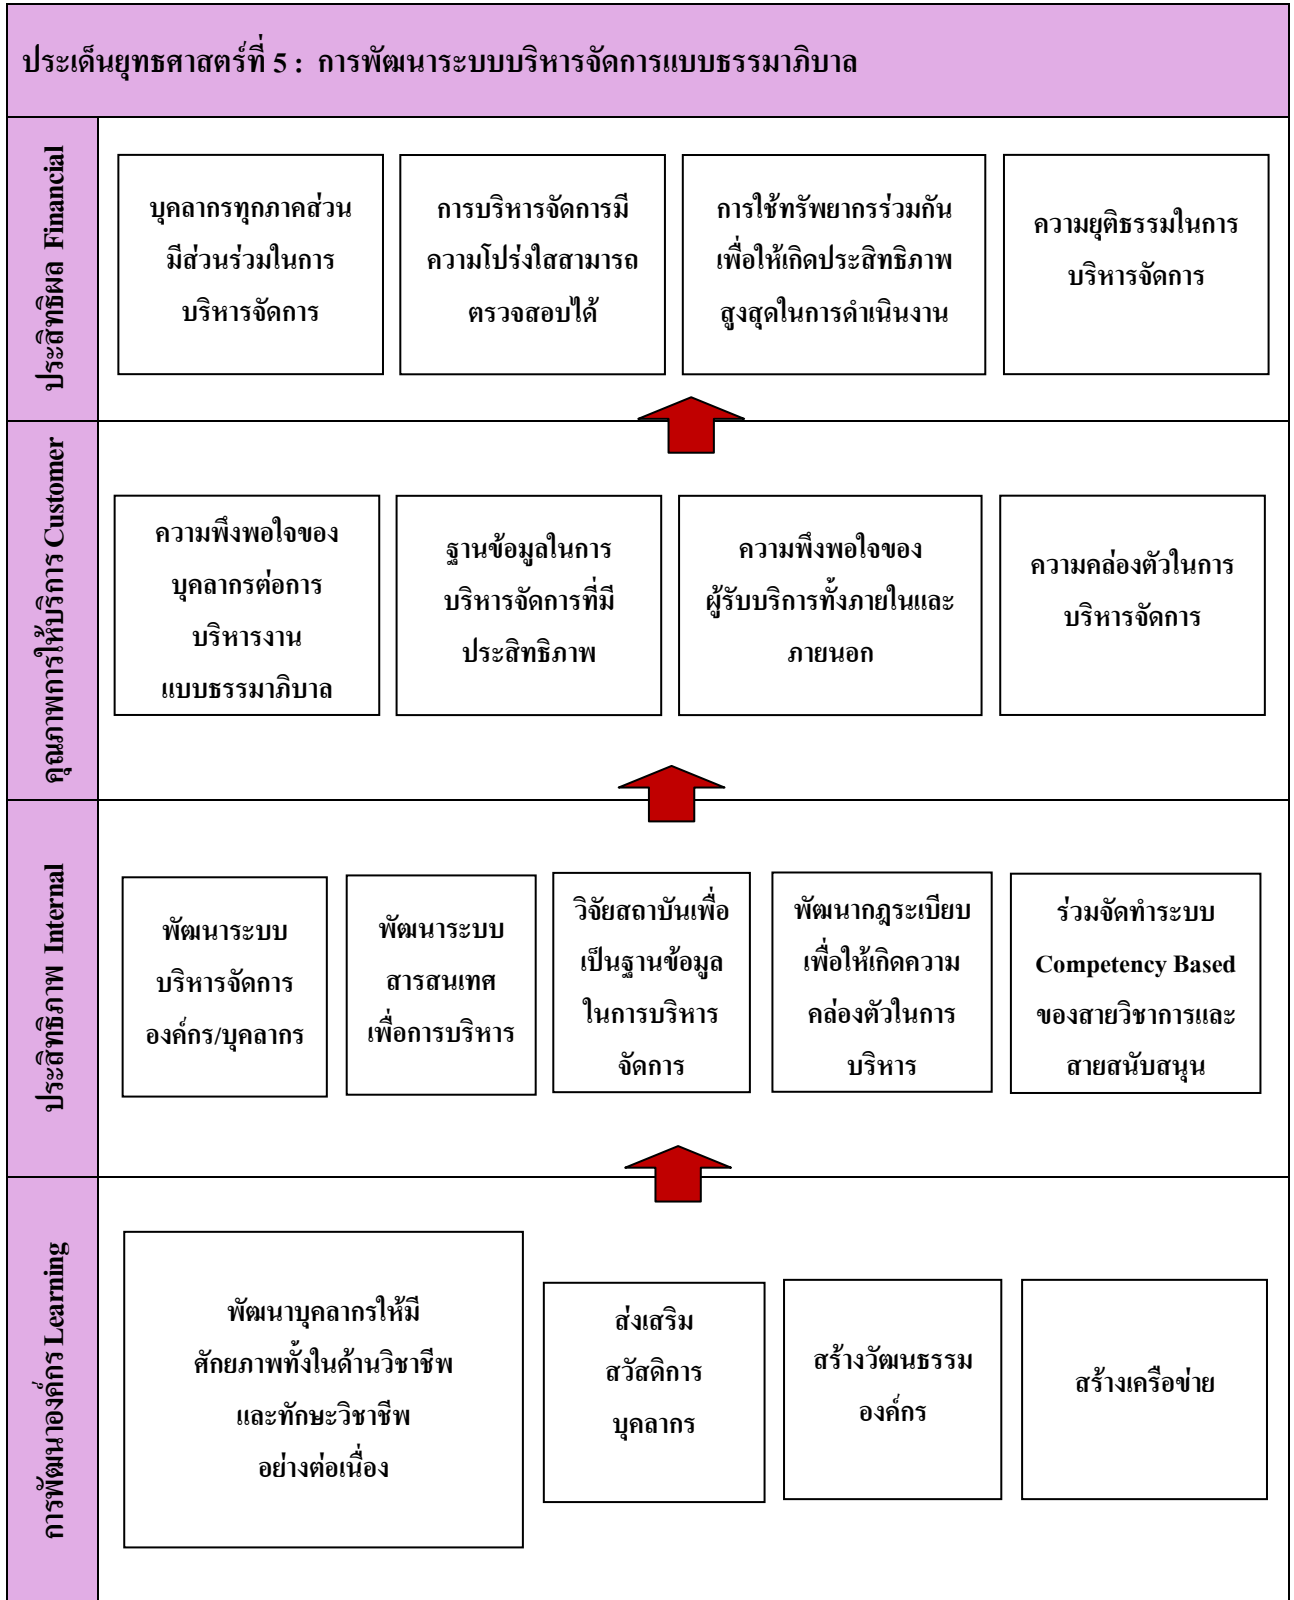 ประเด็นยุทธศาสตร์ที่ 5 : การพัฒนาระบบบริหารจัดการแบบธรรมาภิบาล
ประสิทธิผล Financial
บุคลากรทุกภาคส่วน
มีส่วนร่วมในการ
บริหารจัดการ
การบริหารจัดการมี
ความโปร่งใสสามารถ
ตรวจสอบได้
การใช้ทรัพยากรร่วมกัน
เพื่อให้เกิดประสิทธิภาพ
สูงสุดในการดำเนินงาน
ความยุติธรรมในการ
บริหารจัดการ
คุณภาพการให้บริการ Customer
ความพึงพอใจของ
บุคลากรต่อการ
บริหารงาน
แบบธรรมาภิบาล
ฐานข้อมูลในการ
บริหารจัดการที่มี
ประสิทธิภาพ
ความพึงพอใจของ
ผู้รับบริการทั้งภายในและ
ภายนอก
ความคล่องตัวในการ
บริหารจัดการ
ประสิทธิภาพ Internal
พัฒนาระบบ
บริหารจัดการ
องค์กร/บุคลากร
พัฒนาระบบ
สารสนเทศ
เพื่อการบริหาร
วิจัยสถาบันเพื่อ
เป็นฐานข้อมูล
ในการบริหาร
จัดการ
พัฒนากฎระเบียบ
เพื่อให้เกิดความ
คล่องตัวในการ
บริหาร
ร่วมจัดทำระบบ
Competency Based
ของสายวิชาการและ
สายสนับสนุน
การพัฒนาองค์กร Learning
พัฒนาบุคลากรให้มี
ศักยภาพทั้งในด้านวิชาชีพ
และทักษะวิชาชีพ
อย่างต่อเนื่อง
ส่งเสริม
สวัสดิการ
บุคลากร
สร้างวัฒนธรรม
องค์กร
สร้างเครือข่าย